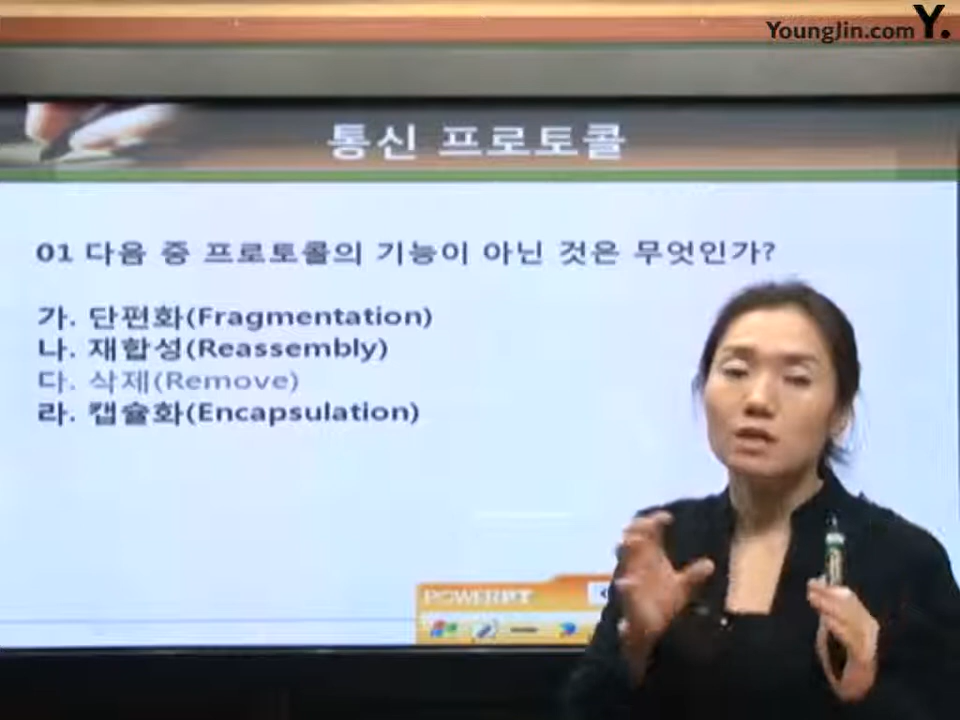 YoungJin.com Y.
통신 프로토콜
01 다음 중 프로토콜의 기능이 아닌 것은 무엇인가?
가. 단편화(Fragmentation)
나. 재합성(Reassembly)
다. 삭제(Remove)
라. 캡슐화(Encapsulation)